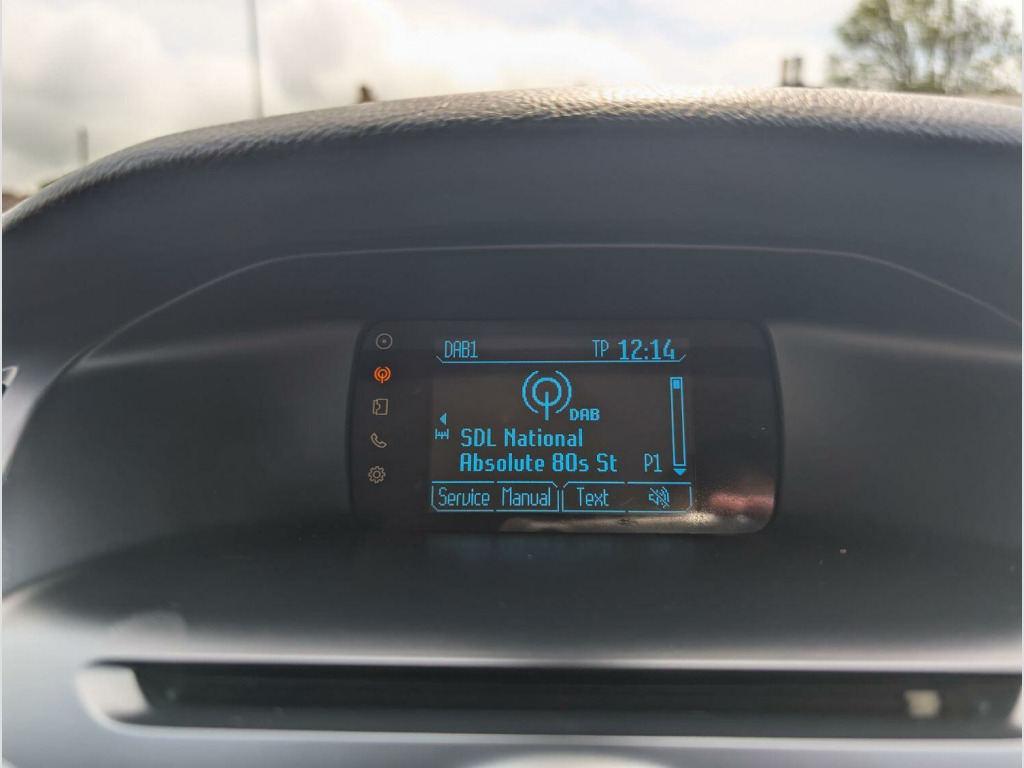 DAB1 TP 12:14
DAB
SDL National
Absolute 80s St P1
Service Manual Text